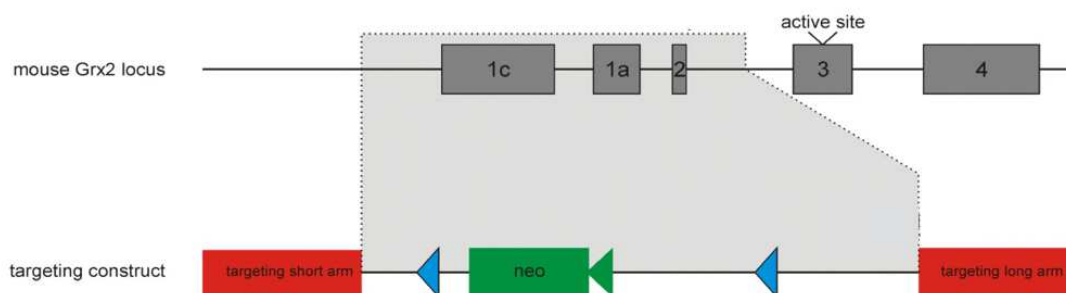 active site
mouse Grx2 locus
1c
1a
2
3
4
targeting construct
targeting short arm
neo
targeting long arm